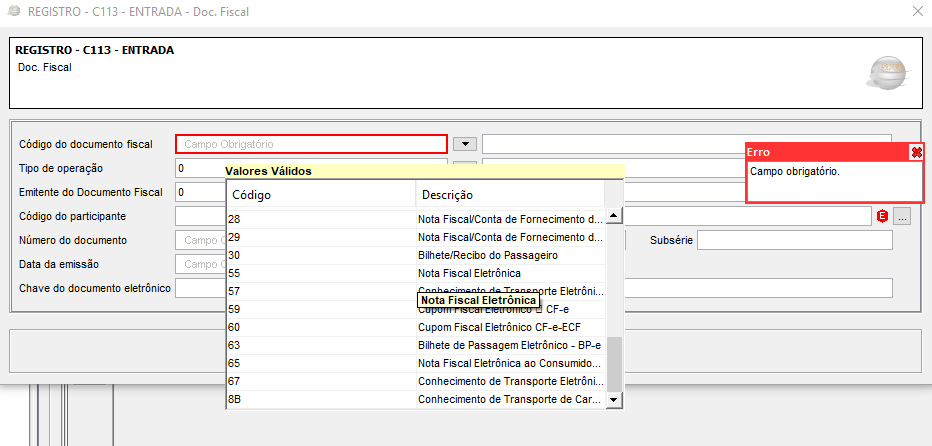 REGISTRO - C113 - ENTRADA - Doc. Fiscal
REGISTRO - C113 - ENTRADA
Doc. Fiscal
Código do documento fiscal Campo Obrigatório
Erro
Campo obrigatório.
Tipo de operação 0
Emitente do Documento Fiscal 0
Código do participante E ...
Número do documento Campo O Subsérie
Data da emissão Campo O
Chave do documento eletrônico
Valores Válidos
Código Descrição
28 Nota Fiscal/Conta de Fornecimento d...
29 Nota Fiscal/Conta de Fornecimento d...
30 Bilhete/Recibo do Passageiro
55 Nota Fiscal Eletrônica
57 Conhecimento de Transporte Eletrôni...
Nota Fiscal Eletrônica
59 Cupom Fiscal Eletrônico CF-e
60 Cupom Fiscal Eletrônico CF-e-ECF
63 Bilhete de Passagem Eletrônico - BP-e
65 Nota Fiscal Eletrônica ao Consumido...
67 Conhecimento de Transporte Eletrôni...
8B Conhecimento de Transporte de Car...